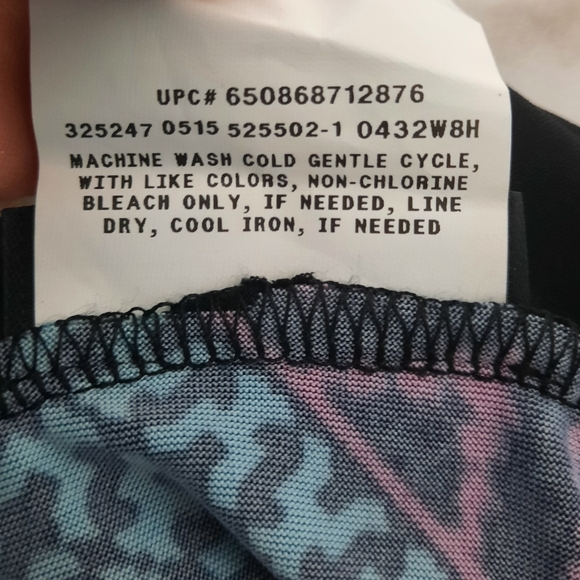 UPC# 650868712876
325247 0515 525502-1 0432W8H
MACHINE WASH COLD GENTLE CYCLE,
WITH LIKE COLORS, NON-CHLORINE
BLEACH ONLY, IF NEEDED, LINE
DRY, COOL IRON, IF NEEDED